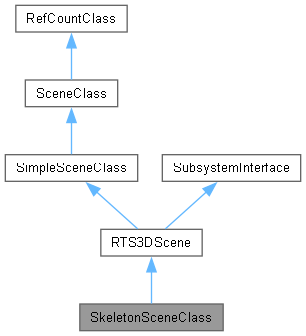 RefCountClass
SceneClass
SimpleSceneClass SubsystemInterface
RTS3DScene
SkeletonSceneClass